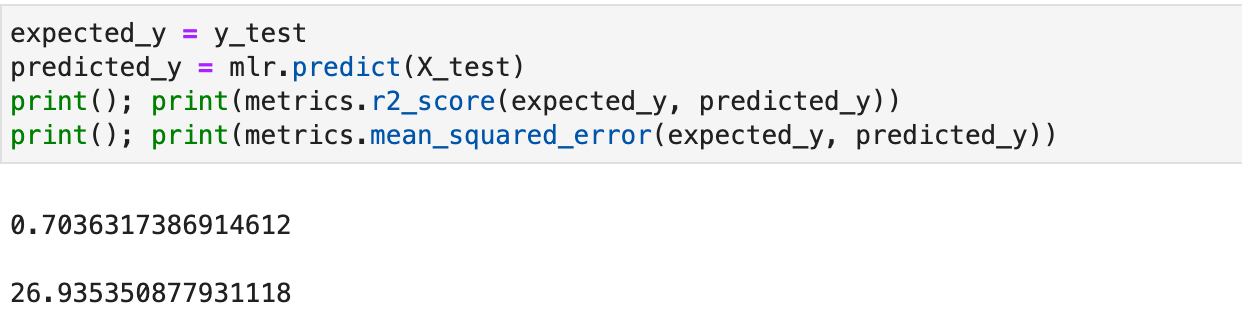 expected_y = y_test
predicted_y = mlr.predict(X_test)
print(); print(metrics.r2_score(expected_y, predicted_y))
print(); print(metrics.mean_squared_error(expected_y, predicted_y))
0.7036317386914612
26.935350877931118